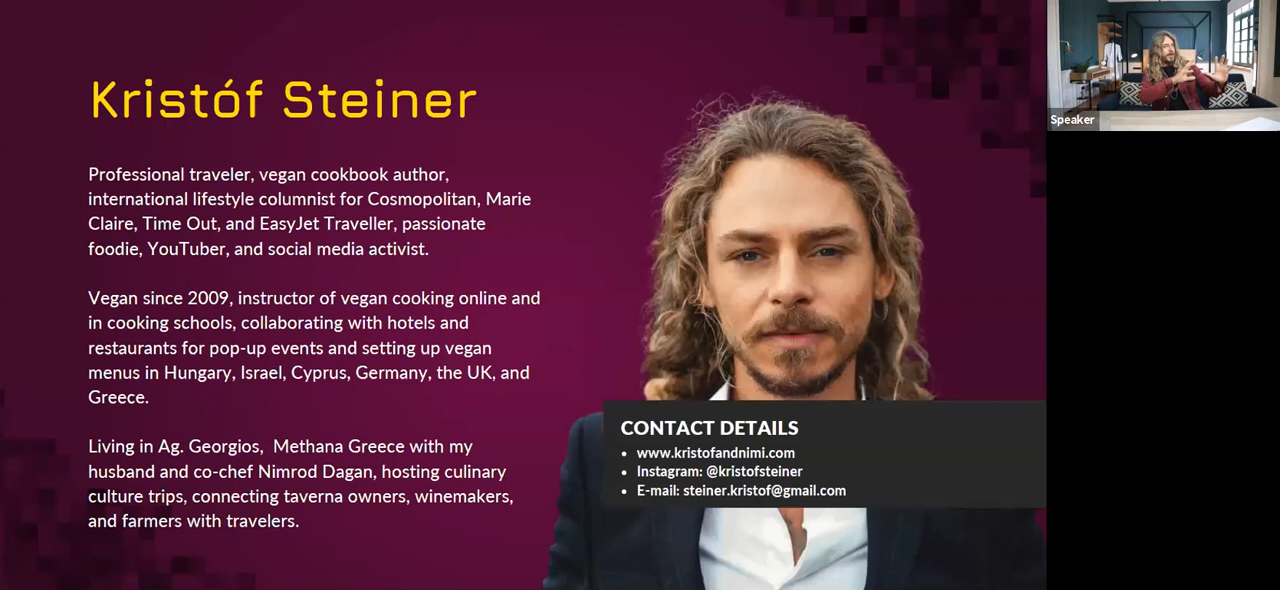 Kristóf Steiner
Professional traveler, vegan cookbook author,
international lifestyle columnist for Cosmopolitan, Marie
Claire, Time Out, and EasyJet Traveller, passionate
foodie, YouTuber, and social media activist.
Vegan since 2009, instructor of vegan cooking online and
in cooking schools, collaborating with hotels and
restaurants for pop-up events and setting up vegan
menus in Hungary, Israel, Cyprus, Germany, the UK, and
Greece.
Living in Ag. Georgios,  Methana Greece with my
husband and co-chef Nimrod Dagan, hosting culinary
culture trips, connecting taverna owners, winemakers,
and farmers with travelers.
CONTACT DETAILS
• www.kristofandnimi.com
• Instagram: @kristofsteiner
• E-mail: steiner.kristof@gmail.com
Speaker